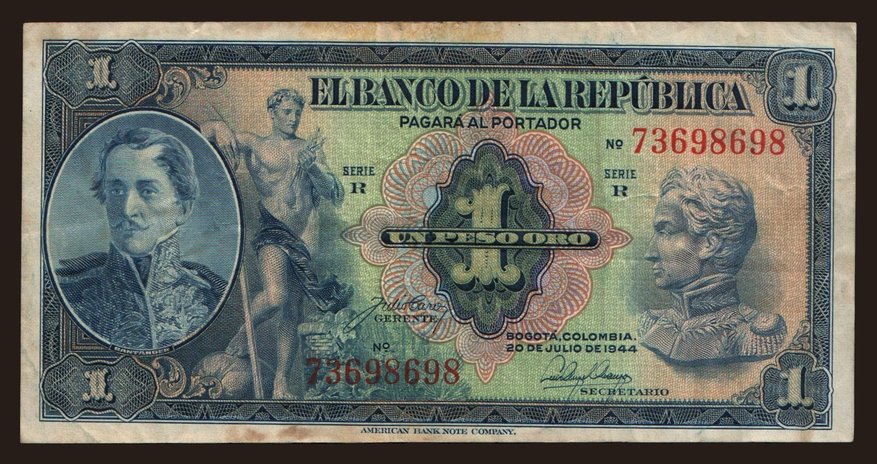 1
1
EL BANCO DE LA REPÚBLICA
PAGARÁ AL PORTADOR
Nº 73698698
SERIE
R
SERIE
R
1
UN PESO ORO
SANTANDER
GERENTE
BOGOTÁ, COLOMBIA.
20 DE JULIO DE 1944
Nº
73698698
SECRETARIO
1
1
AMERICAN BANK NOTE COMPANY.